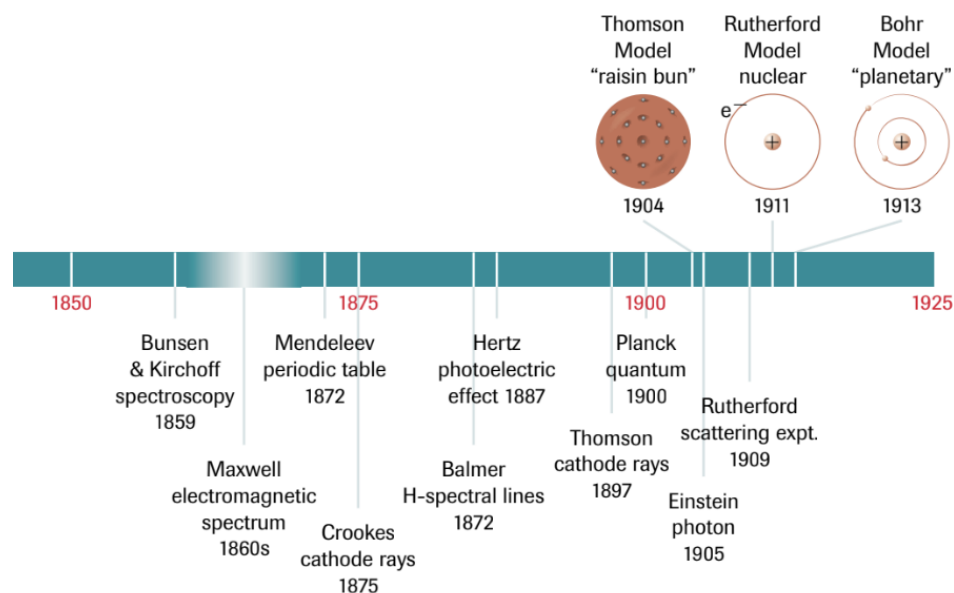 Thomson
Model
“raisin bun”
1904
Rutherford
Model
nuclear
e−
+
1911
Bohr
Model
“planetary”
+
1913
1850
1875
1900
1925
Bunsen
& Kirchoff
spectroscopy
1859
Maxwell
electromagnetic
spectrum
1860s
Mendeleev
periodic table
1872
Crookes
cathode rays
1875
Balmer
H-spectral lines
1872
Hertz
photoelectric
effect 1887
Thomson
cathode rays
1897
Planck
quantum
1900
Einstein
photon
1905
Rutherford
scattering expt.
1909